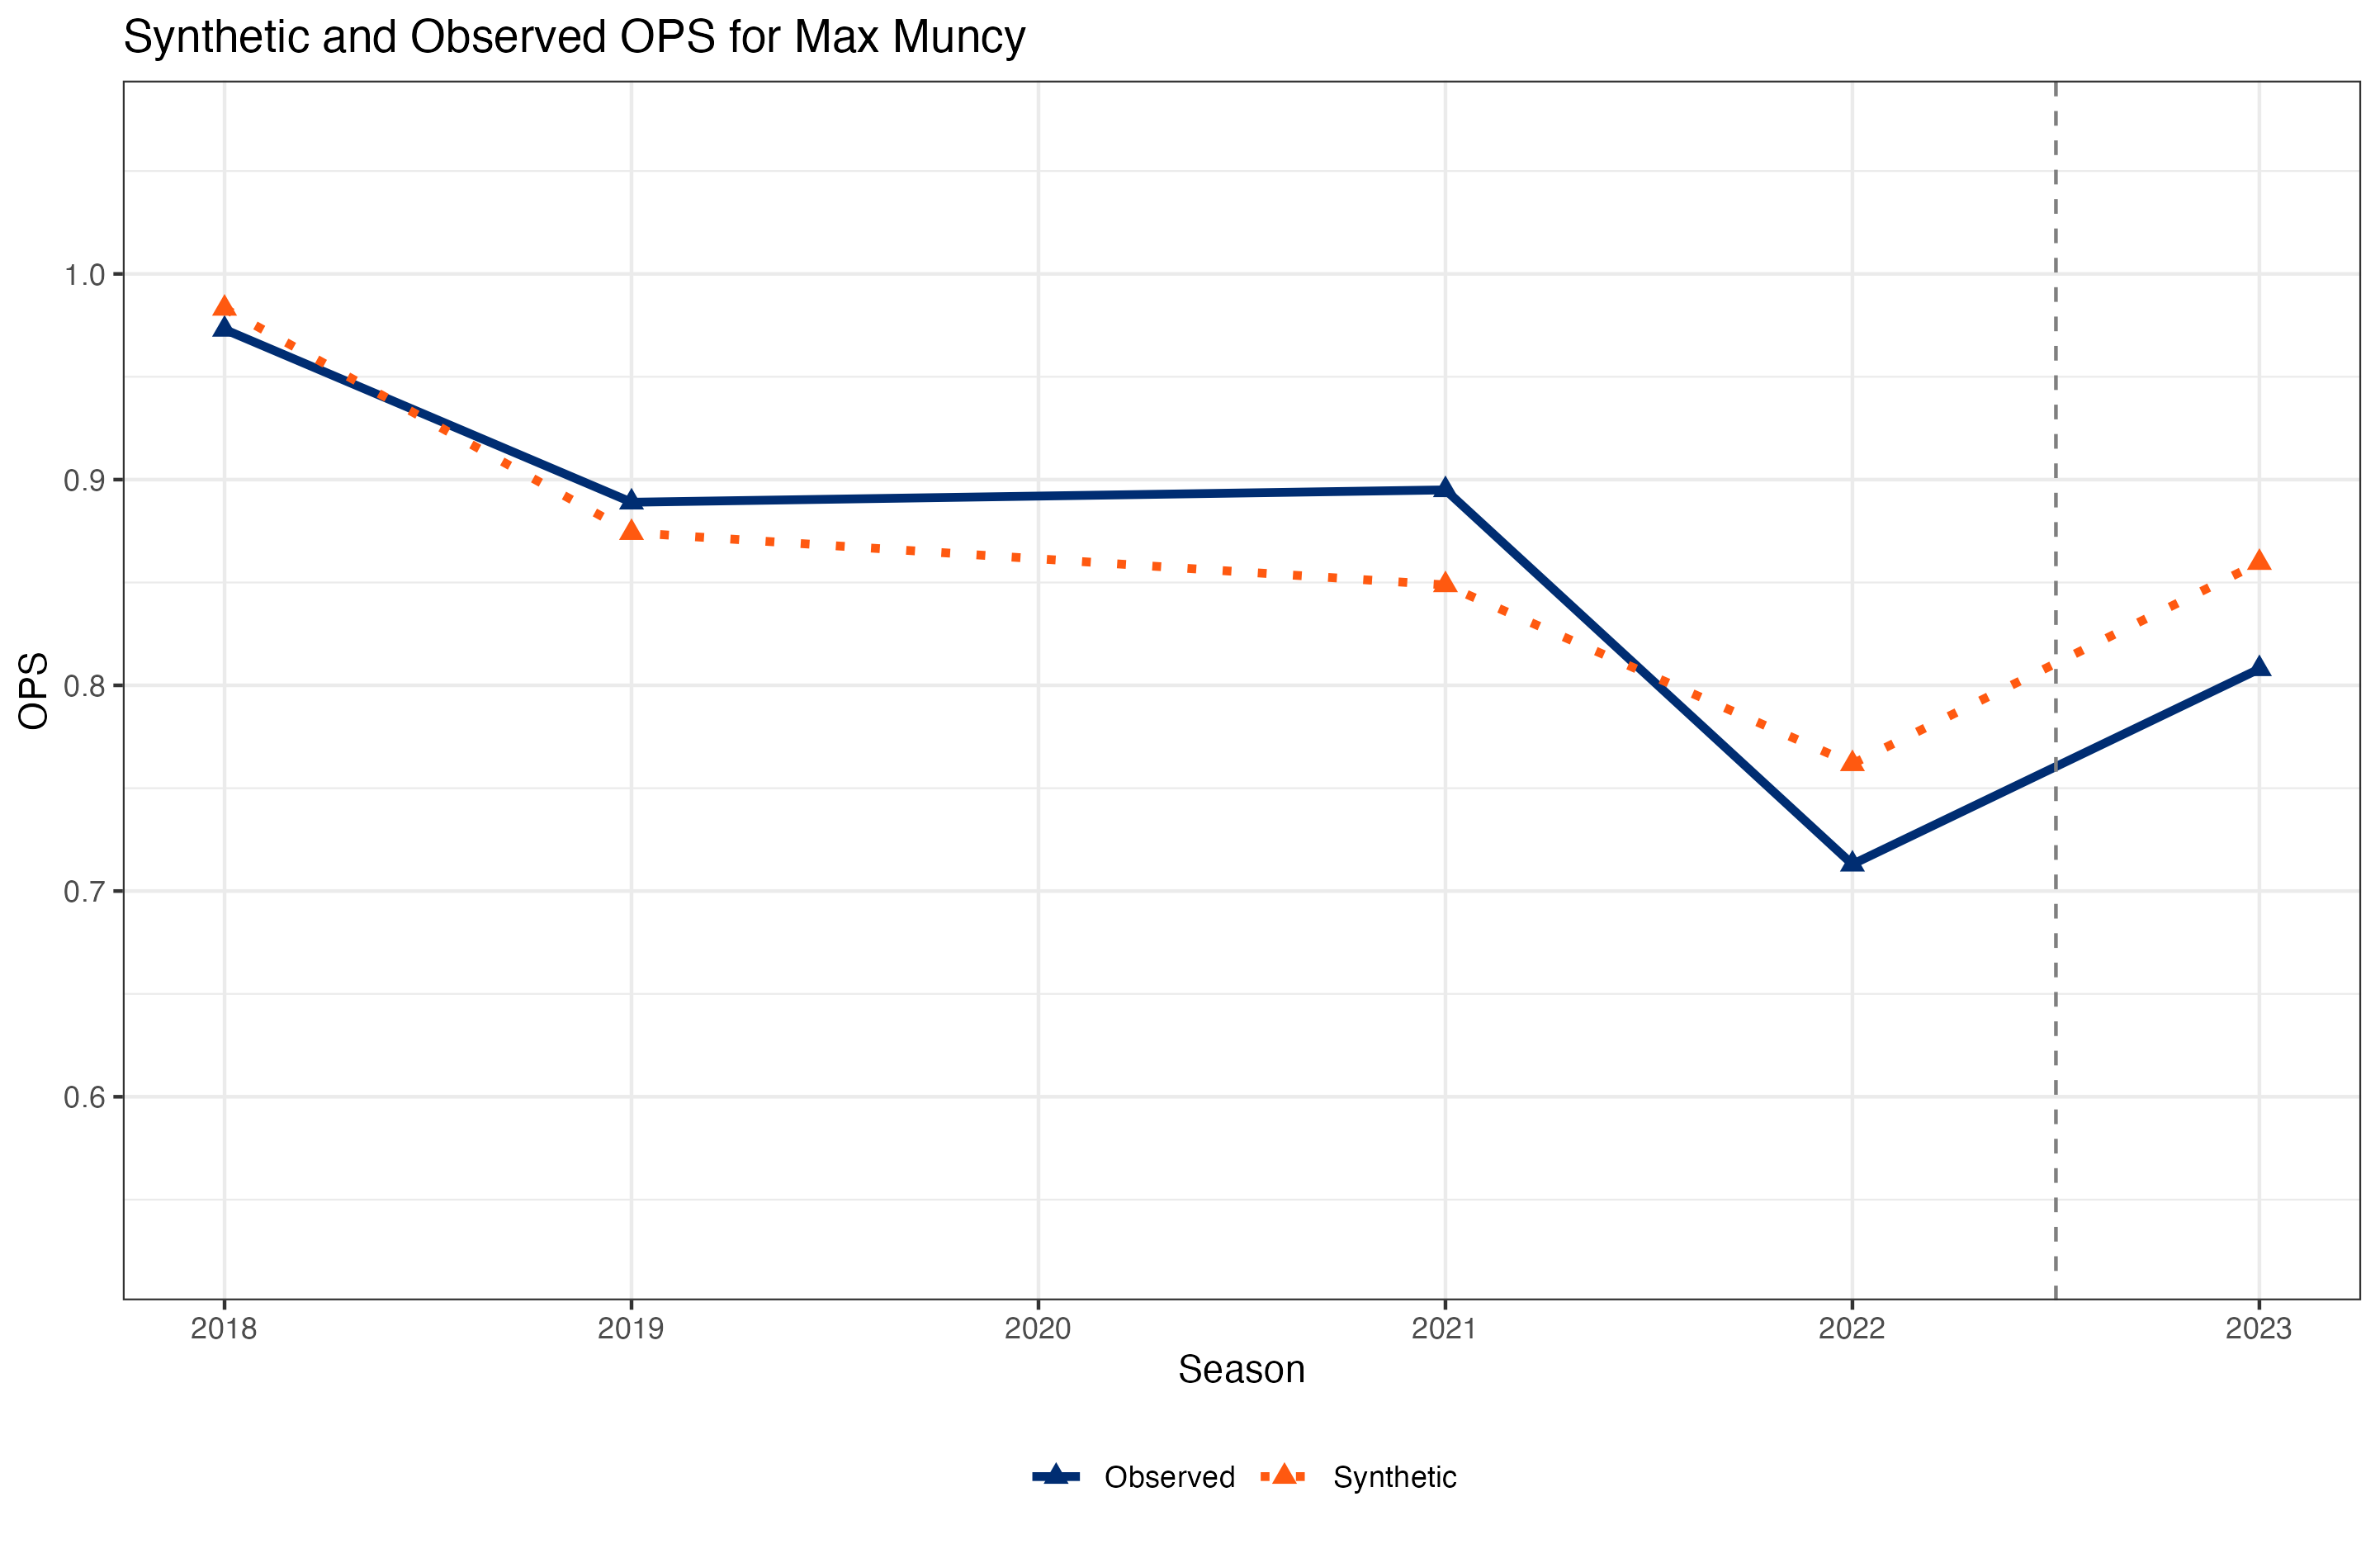 Synthetic and Observed OPS for Max Muncy
OPS
1.0
0.9
0.8
0.7
0.6
2018 2019 2020 2021 2022 2023
Season
Observed Synthetic